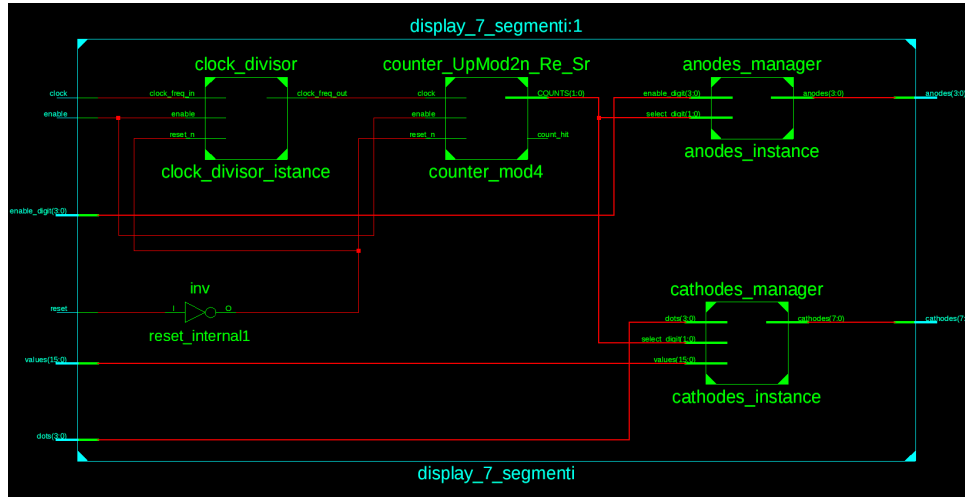 display_7_segmenti:1
clock_divisor
counter_UpMod2n_Re_Sr
anodes_manager
clock
clock_freq_in
clock_freq_out
clock
COUNTS(1:0)
enable_digit(3:0)
anodes(3:0)
anodes(3:0)
enable
enable
enable
select_digit(1:0)
reset_n
reset_n
count_hit
clock_divisor_istance
counter_mod4
anodes_instance
enable_digit(3:0)
inv
cathodes_manager
reset
I
O
dots(3:0)
cathodes(7:0)
cathodes(7:
reset_internal1
select_digit(1:0)
values(15:0)
values(15:0)
cathodes_instance
dots(3:0)
display_7_segmenti